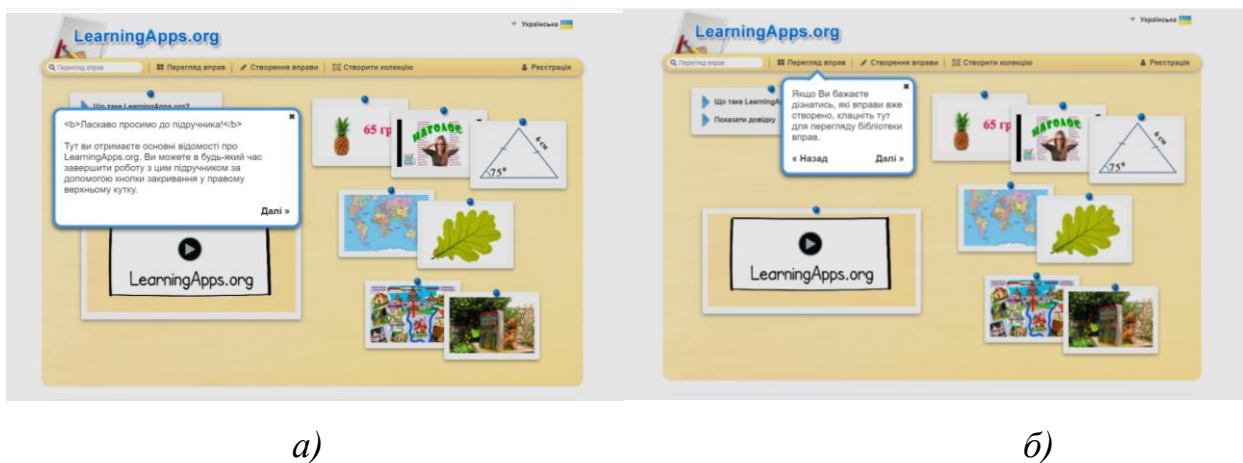 LearningApps.org
Українська
Перегляд вправ
Перегляд вправ
Створення вправи
Створити колекцію
Реєстрація
Що таке LearningApps.org?
<b>Ласкаво просимо до підручника!</b>
Тут ви отримаєте основні відомості про
LearningApps.org. Ви можете в будь-який час
завершити роботу з цим підручником за
допомогою кнопки закривання у правому
верхньому кутку.
Далі »
LearningApps.org
65 гр
НАГОЛОС
6 см
75°
а)
LearningApps.org
Українська
Перегляд вправ
Перегляд вправ
Створення вправи
Створити колекцію
Реєстрація
Що таке LearningA
Показати довідку
Якщо Ви бажаєте
дізнатись, які вправи вже
створено, клацніть тут
для перегляду бібліотеки
вправ.
« Назад Далі »
LearningApps.org
65 гр
НАГОЛОС
6 см
75°
б)